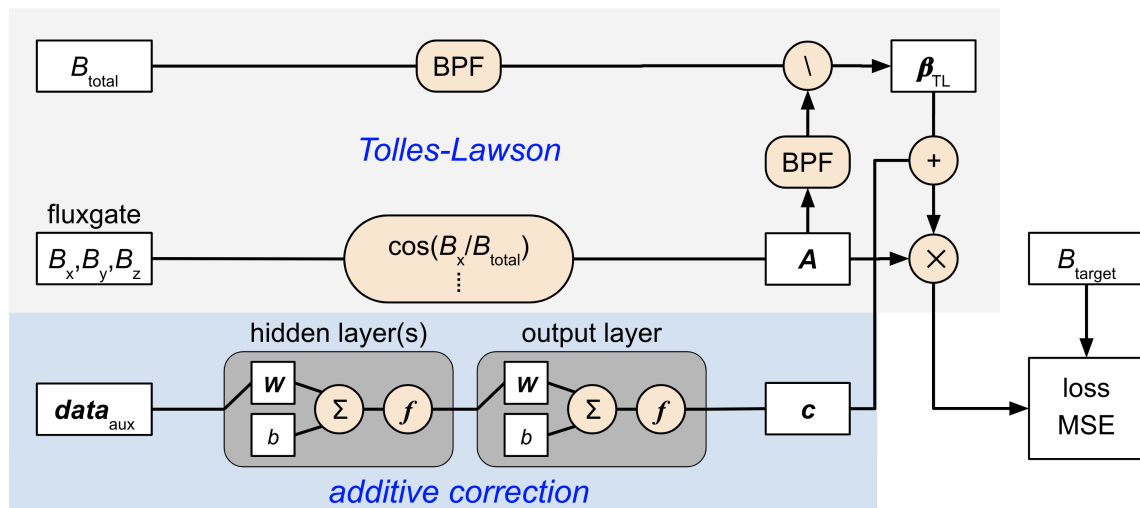 B_total
BPF
\
β_TL
Tolles-Lawson
BPF
+
fluxgate
B_x,B_y,B_z
cos(B_x/B_total)
⋮
A
×
B_target
hidden layer(s)
output layer
data_aux
W
b
Σ
f
W
b
Σ
f
c
loss
MSE
additive correction